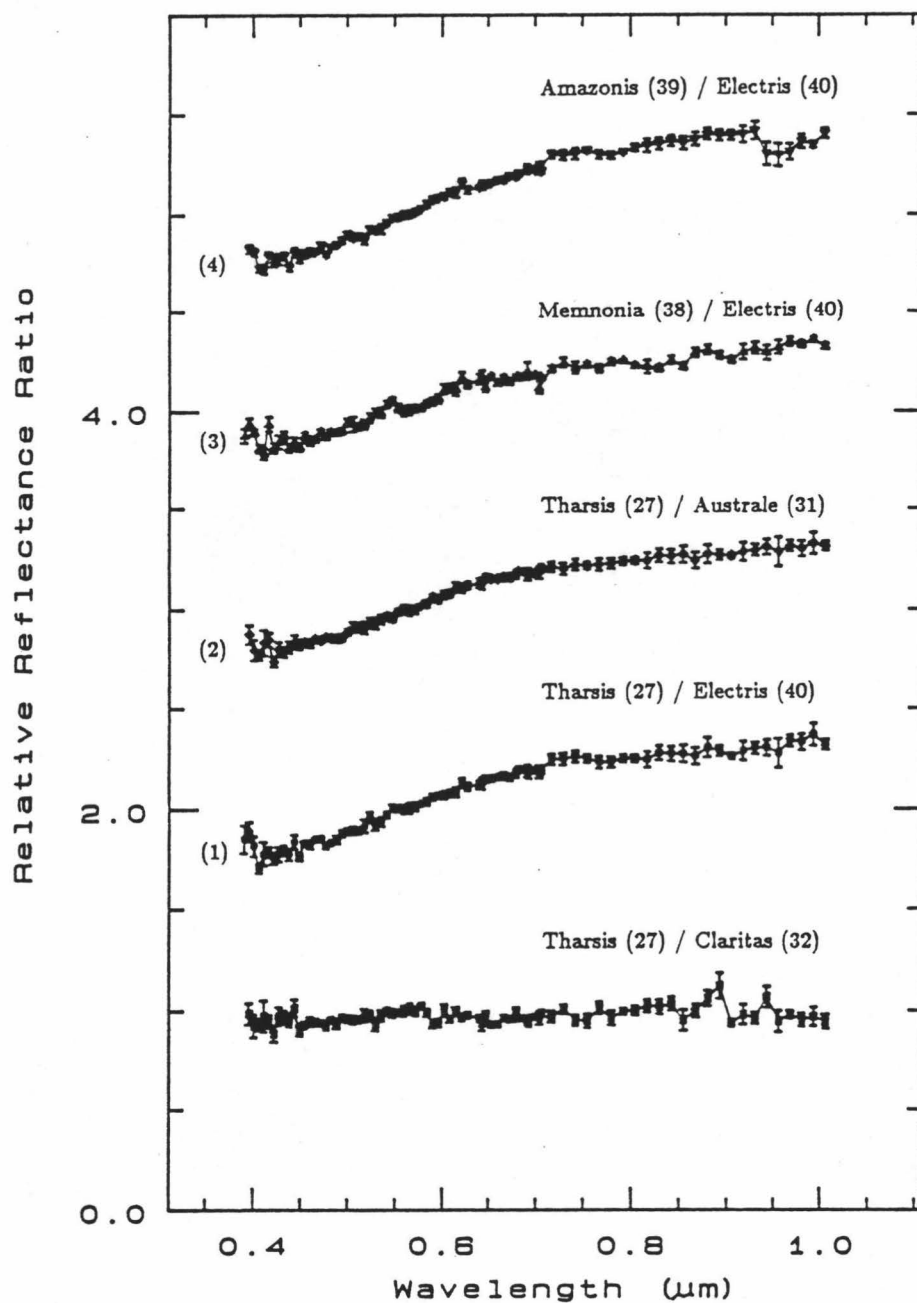 Amazonis (39) / Electris (40)
(4)
Memnonia (38) / Electris (40)
4.0
(3)
Tharsis (27) / Australe (31)
(2)
Tharsis (27) / Electris (40)
2.0
(1)
Tharsis (27) / Claritas (32)
0.0
0.4 0.6 0.8 1.0
Wavelength (μm)
Relative Reflectance Ratio